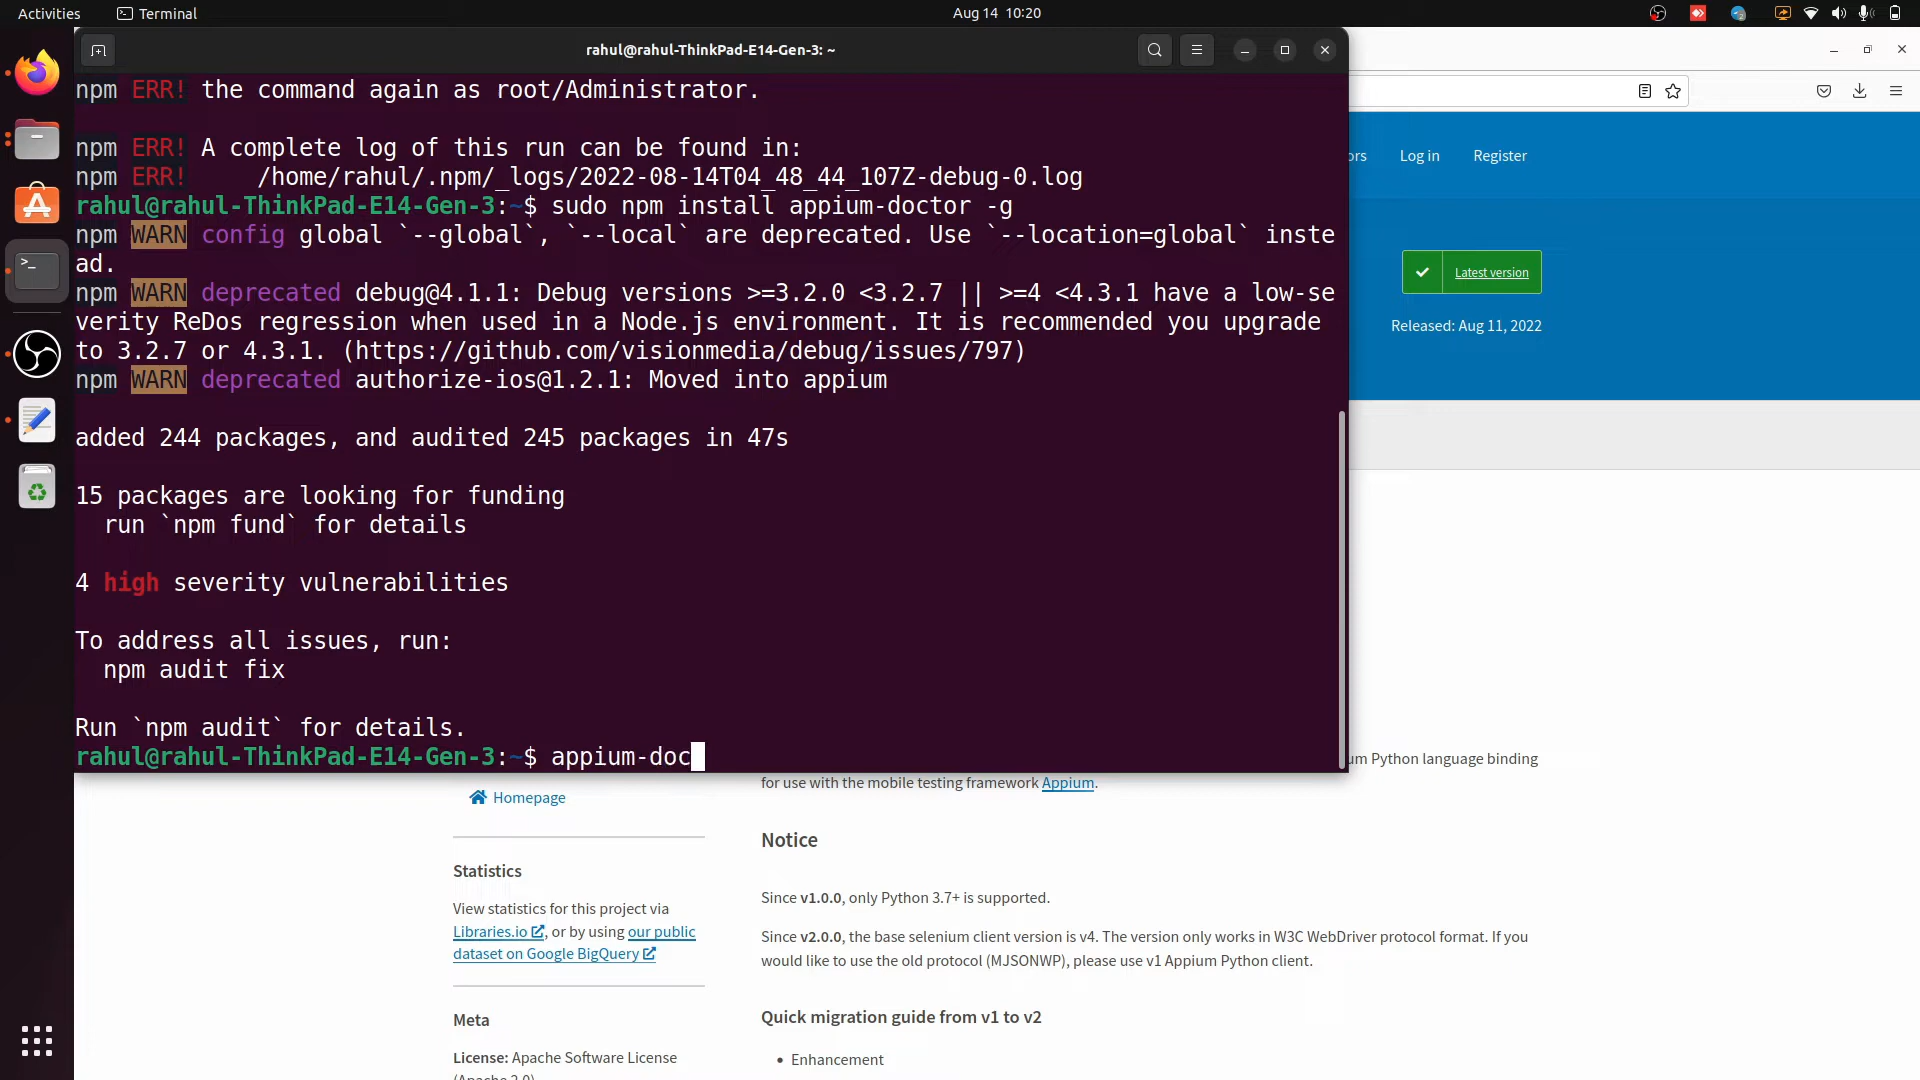 Activities
Terminal
Aug 14 10:20
rahul@rahul-ThinkPad-E14-Gen-3: ~
npm ERR! the command again as root/Administrator.
npm ERR! A complete log of this run can be found in:
npm ERR!     /home/rahul/.npm/_logs/2022-08-14T04_48_44_107Z-debug-0.log
rahul@rahul-ThinkPad-E14-Gen-3:~$ sudo npm install appium-doctor -g
npm WARN config global `--global`, `--local` are deprecated. Use `--location=global` inste
ad.
npm WARN deprecated debug@4.1.1: Debug versions >=3.2.0 <3.2.7 || >=4 <4.3.1 have a low-se
verity ReDos regression when used in a Node.js environment. It is recommended you upgrade
to 3.2.7 or 4.3.1. (https://github.com/visionmedia/debug/issues/797)
npm WARN deprecated authorize-ios@1.2.1: Moved into appium
added 244 packages, and audited 245 packages in 47s
15 packages are looking for funding
  run `npm fund` for details
4 high severity vulnerabilities
To address all issues, run:
  npm audit fix
Run `npm audit` for details.
rahul@rahul-ThinkPad-E14-Gen-3:~$ appium-doc
ors
Log in
Register
Latest version
Released: Aug 11, 2022
um Python language binding
for use with the mobile testing framework Appium.
Homepage
Statistics
View statistics for this project via
Libraries.io, or by using our public
dataset on Google BigQuery
Meta
License: Apache Software License
(Apache 2.0)
Notice
Since v1.0.0, only Python 3.7+ is supported.
Since v2.0.0, the base selenium client version is v4. The version only works in W3C WebDriver protocol format. If you
would like to use the old protocol (MJSONWP), please use v1 Appium Python client.
Quick migration guide from v1 to v2
• Enhancement